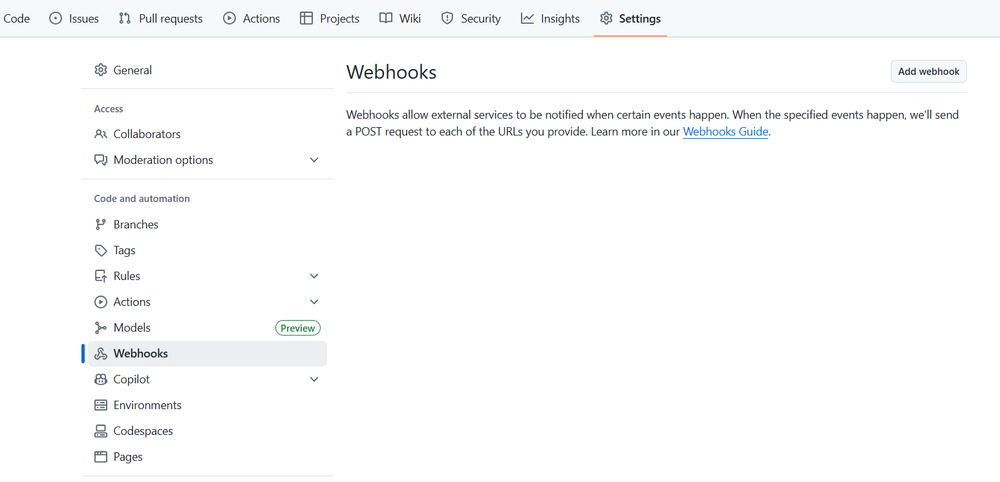 Code Issues Pull requests Actions Projects Wiki Security Insights Settings
General
Access
Collaborators
Moderation options
Code and automation
Branches
Tags
Rules
Actions
Models Preview
Webhooks
Copilot
Environments
Codespaces
Pages
Webhooks Add webhook
Webhooks allow external services to be notified when certain events happen. When the specified events happen, we'll send
a POST request to each of the URLs you provide. Learn more in our Webhooks Guide.